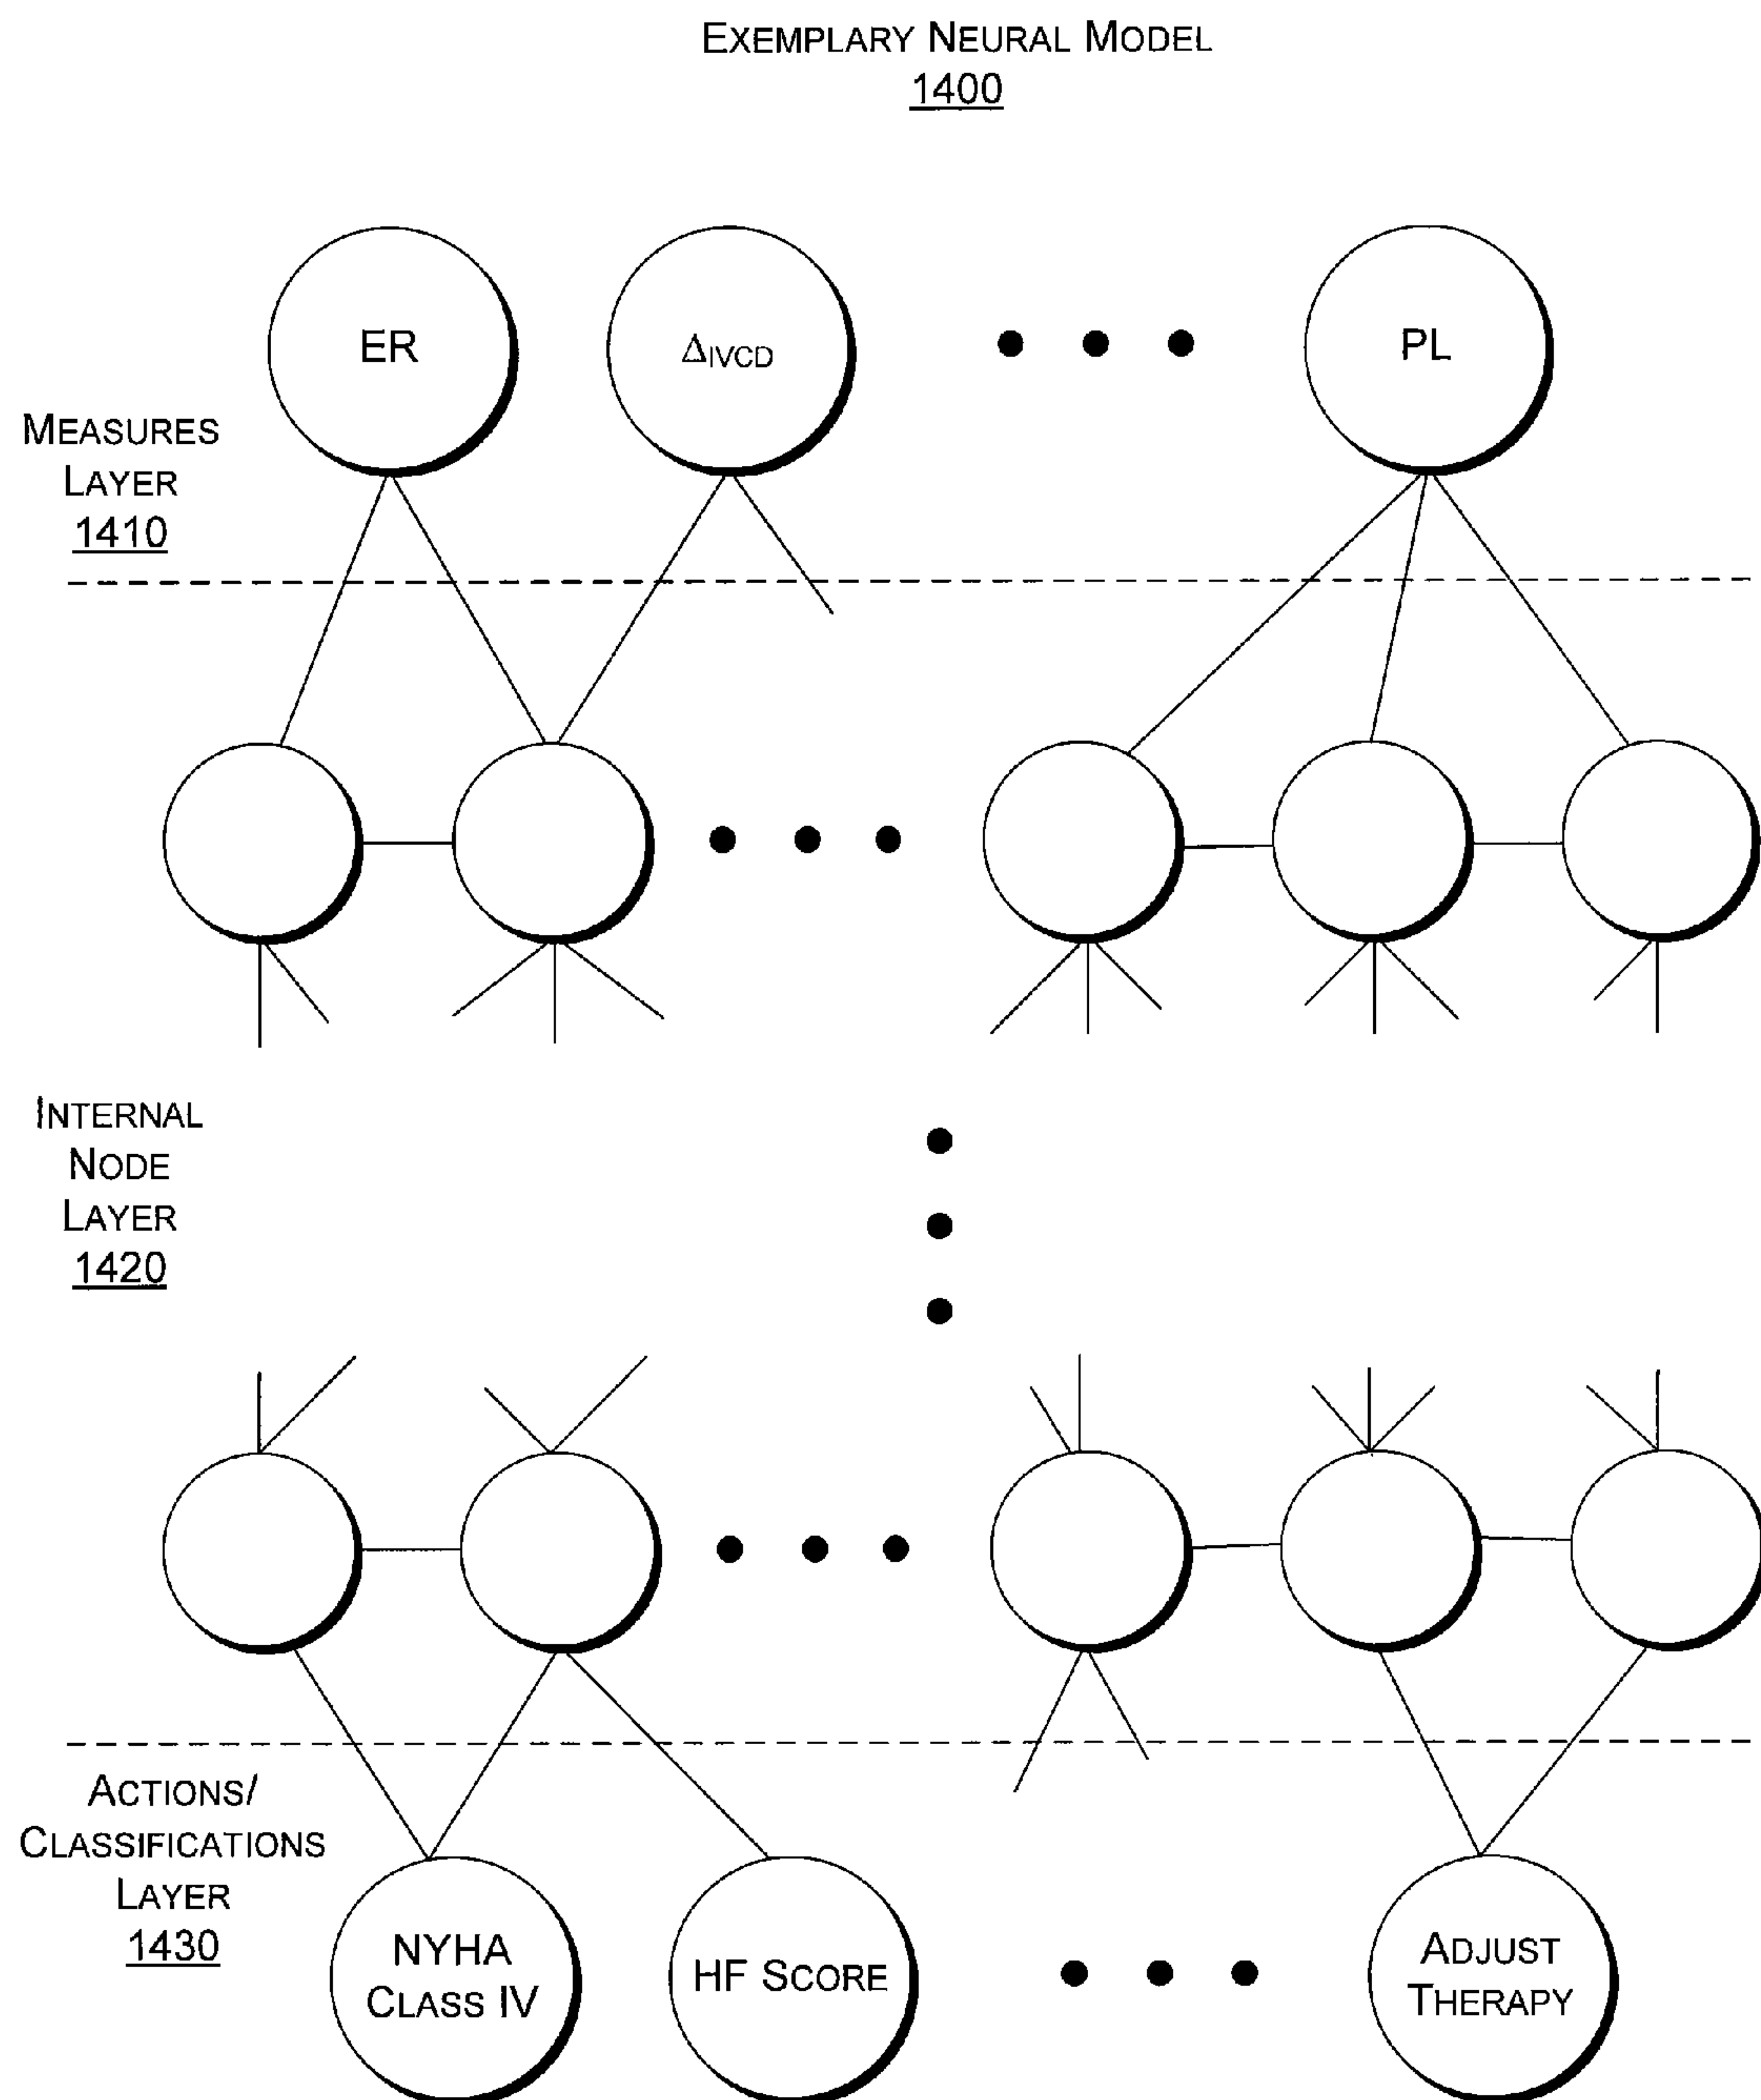 EXEMPLARY NEURAL MODEL
1400
ER
ΔIVCD
PL
MEASURES
LAYER
1410
INTERNAL
NODE
LAYER
1420
ACTIONS/
CLASSIFICATIONS
LAYER
1430
NYHA
CLASS IV
HF SCORE
ADJUST
THERAPY